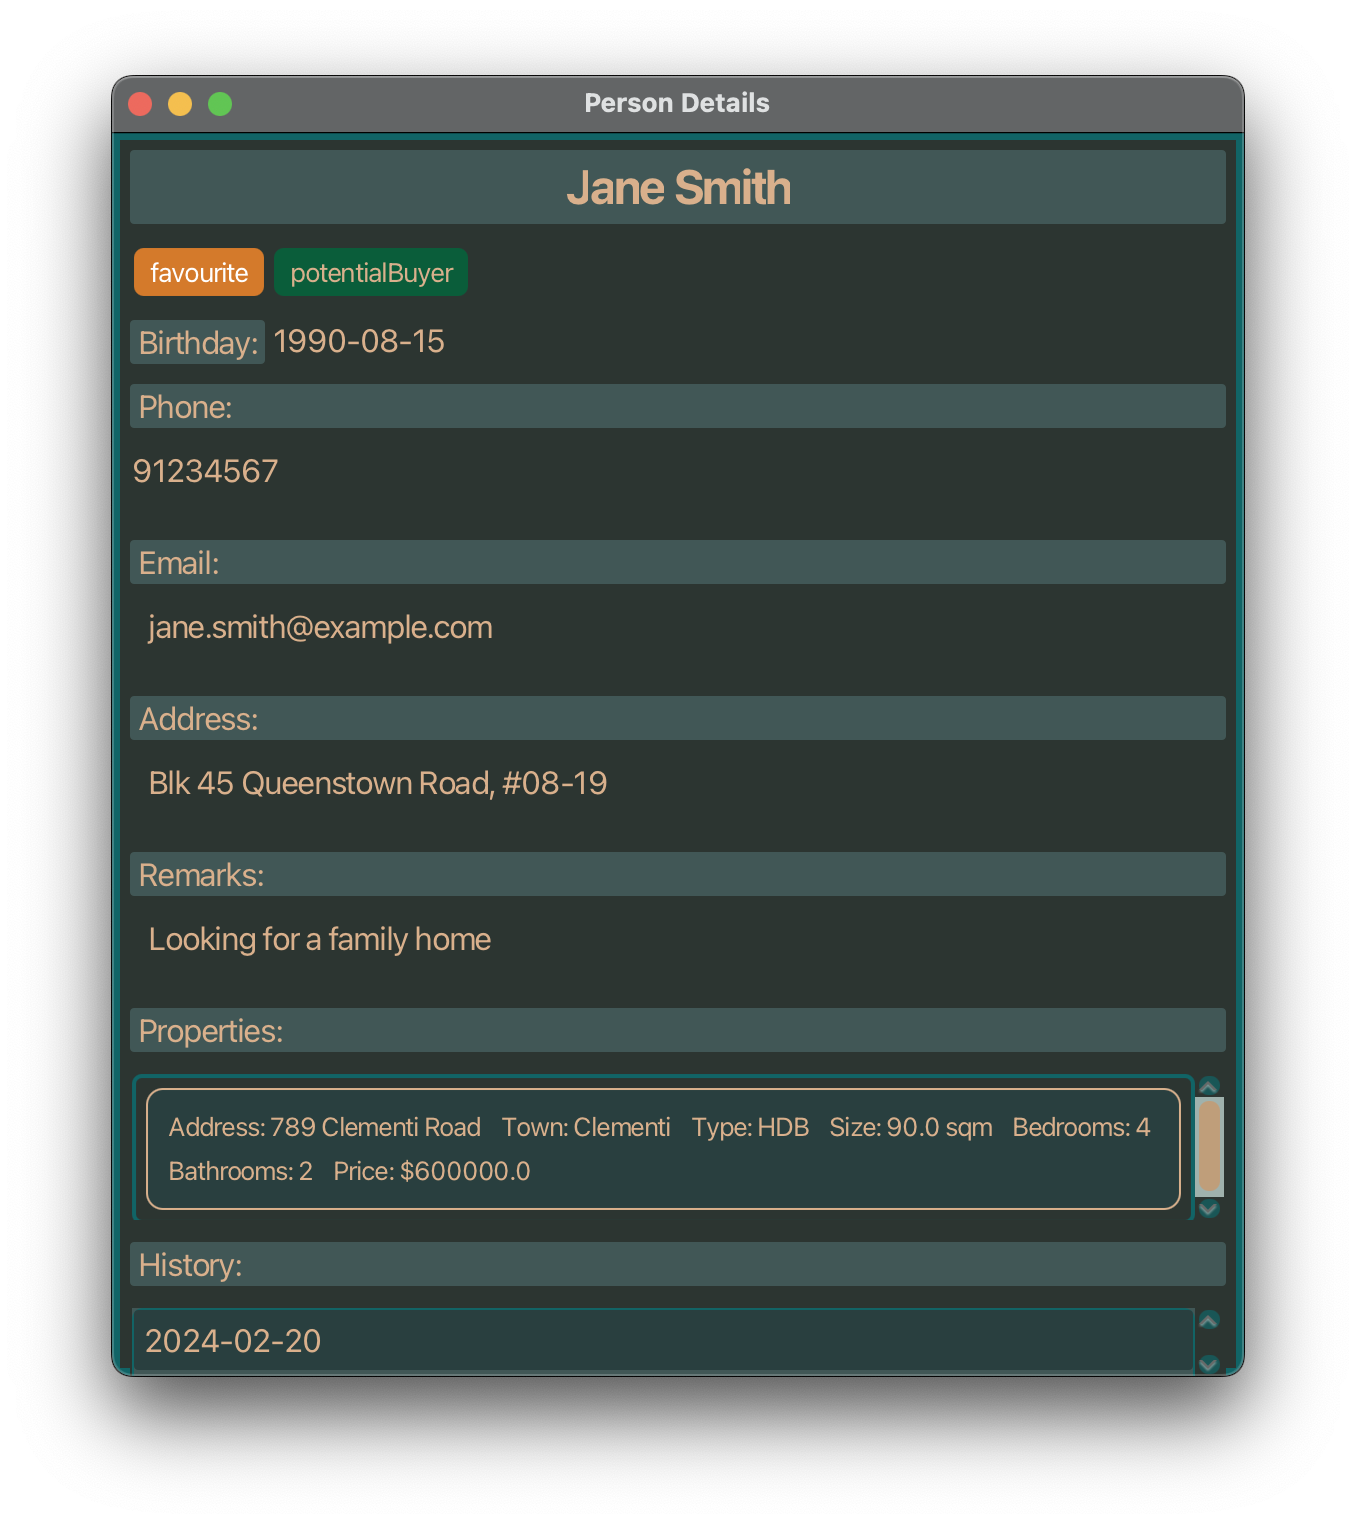 Person Details
Jane Smith
favourite potentialBuyer
Birthday: 1990-08-15
Phone:
91234567
Email:
jane.smith@example.com
Address:
Blk 45 Queenstown Road, #08-19
Remarks:
Looking for a family home
Properties:
Address: 789 Clementi Road Town: Clementi Type: HDB Size: 90.0 sqm Bedrooms: 4
Bathrooms: 2 Price: $600000.0
History:
2024-02-20